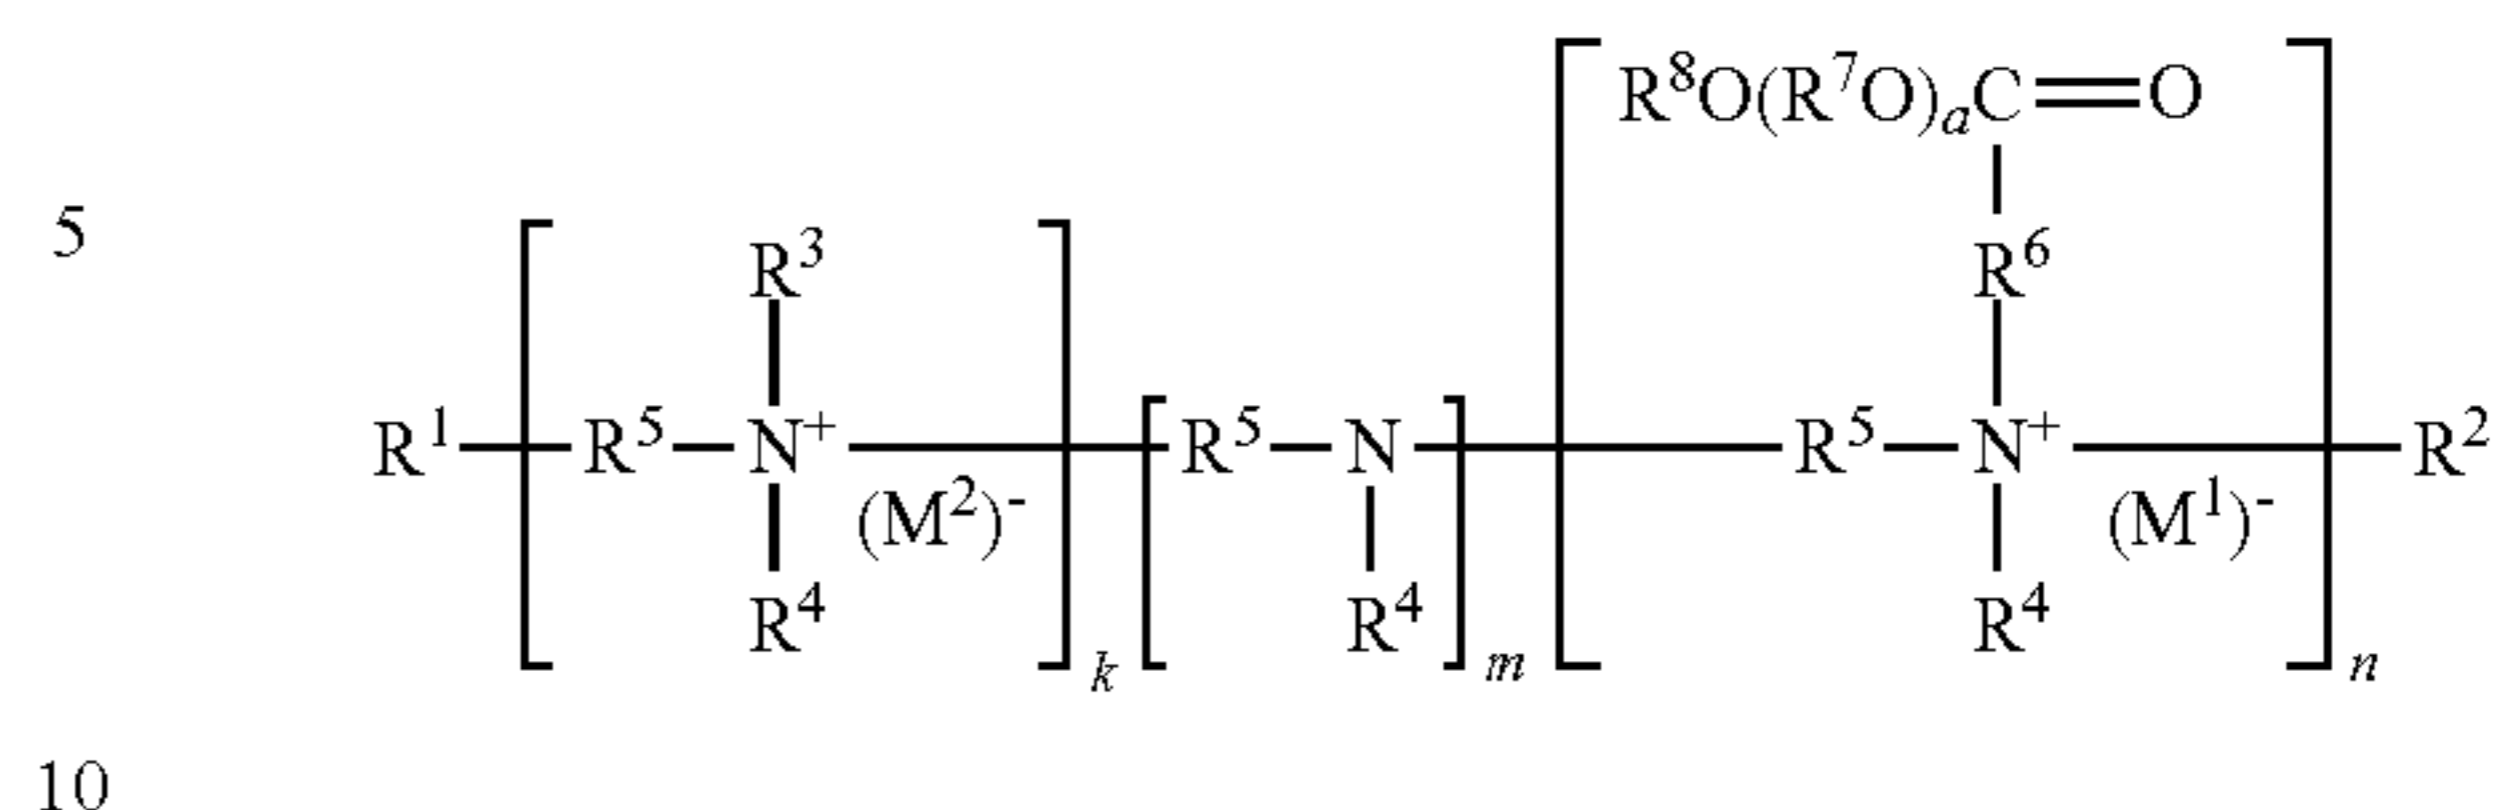 R⁸O(R⁷O)ₐC=O
5
R³ R⁶
R¹ R⁵ N⁺ R⁵ N R⁵ N⁺ R²
(M²)⁻ (M¹)⁻
R⁴ R⁴ R⁴
k m n
10